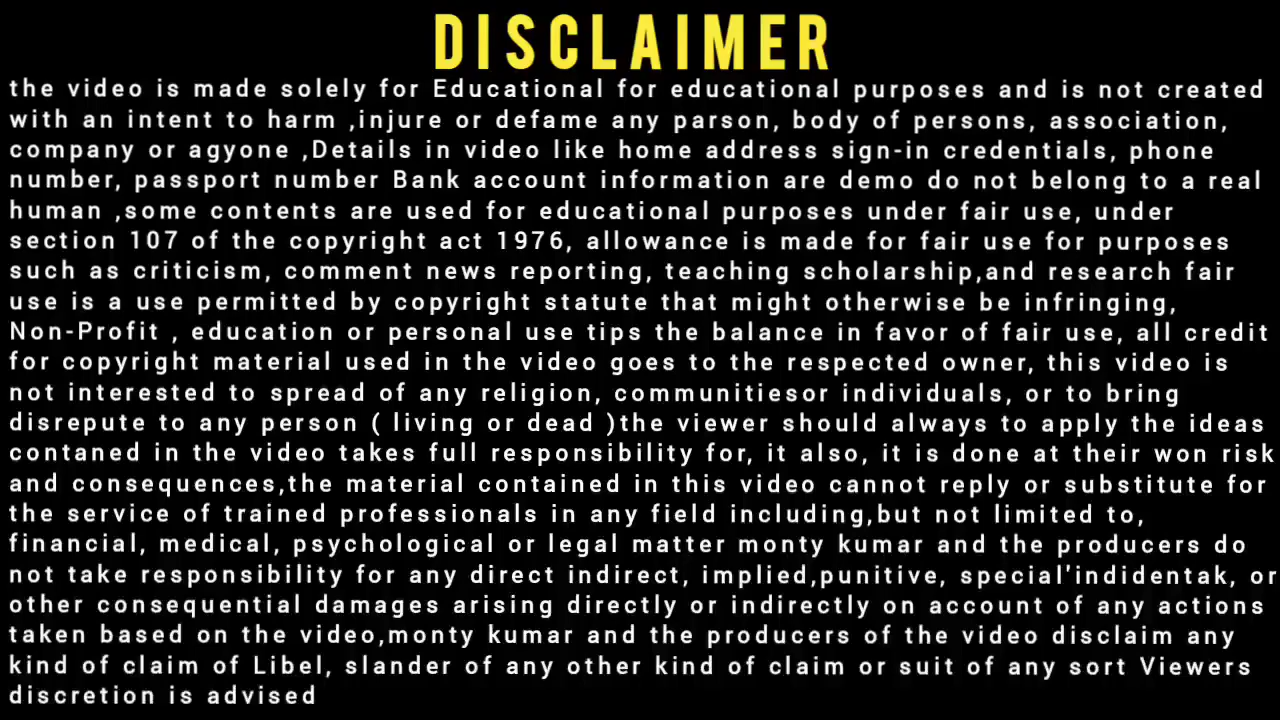 DISCLAIMER
the video is made solely for Educational for educational purposes and is not created
with an intent to harm ,injure or defame any parson, body of persons, association,
company or agyone ,Details in video like home address sign-in credentials, phone
number, passport number Bank account information are demo do not belong to a real
human ,some contents are used for educational purposes under fair use, under
section 107 of the copyright act 1976, allowance is made for fair use for purposes
such as criticism, comment news reporting, teaching scholarship,and research fair
use is a use permitted by copyright statute that might otherwise be infringing,
Non-Profit , education or personal use tips the balance in favor of fair use, all credit
for copyright material used in the video goes to the respected owner, this video is
not interested to spread of any religion, communitiesor individuals, or to bring
disrepute to any person ( living or dead )the viewer should always to apply the ideas
contaned in the video takes full responsibility for, it also, it is done at their won risk
and consequences,the material contained in this video cannot reply or substitute for
the service of trained professionals in any field including,but not limited to,
financial, medical, psychological or legal matter monty kumar and the producers do
not take responsibility for any direct indirect, implied,punitive, special'indidentak, or
other consequential damages arising directly or indirectly on account of any actions
taken based on the video,monty kumar and the producers of the video disclaim any
kind of claim of Libel, slander of any other kind of claim or suit of any sort Viewers
discretion is advised